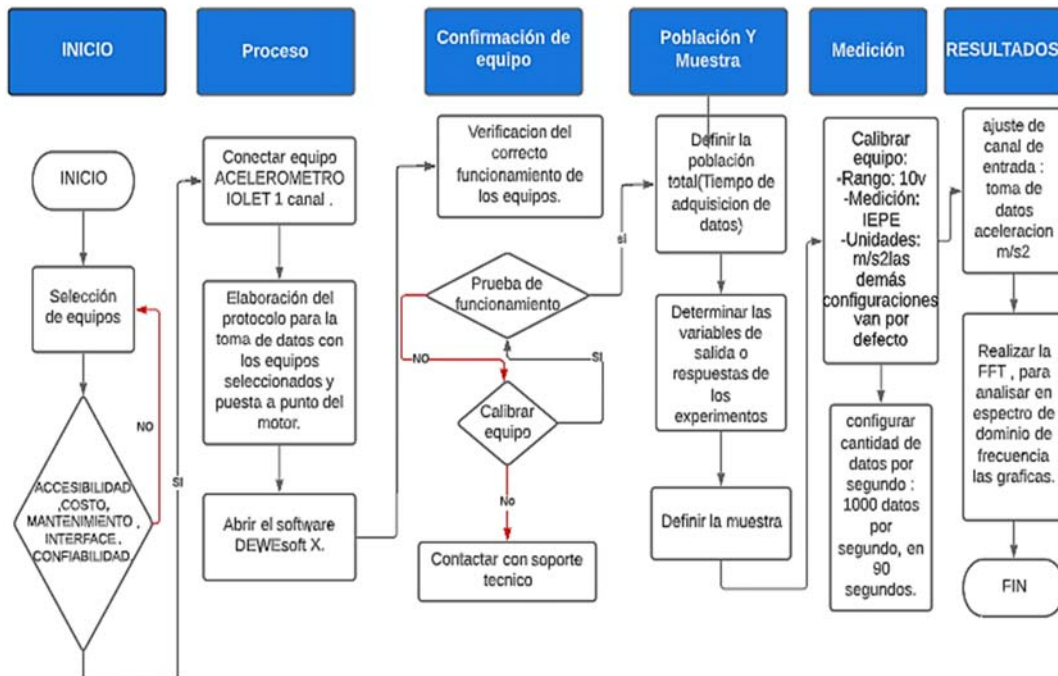 INICIO
Proceso
Confirmación de
equipo
Población Y
Muestra
Medición
RESULTADOS
INICIO
Selección
de equipos
NO
ACCESIBILIDAD
,COSTO,
MANTENIMIENTO ,
INTERFACE,
CONFIABILIDAD.
SI
Conectar equipo
ACELEROMETRO
IOLET 1 canal .
Elaboración del
protocolo para la
toma de datos con
los equipos
seleccionados y
puesta a punto del
motor.
Abrir el software
DEWEsoft X.
Verificacion del
correcto
funcionamiento de
los equipos.
Prueba de
funcionamiento
sí
NO
SI
Calibrar
equipo
No
Contactar con soporte
tecnico
Definir la
población
total(Tiempo de
adquisicion de
datos)
Determinar las
variables de
salida o
respuestas de
los
experimentos
Definir la muestra
Calibrar
equipo:
-Rango: 10v
-Medición:
IEPE
-Unidades:
m/s2las
demás
configuraciones
van por
defecto
configurar
cantidad de
datos por
segundo :
1000 datos
por
segundo, en
90
segundos.
ajuste de
canal de
entrada :
toma de
datos
aceleracion
m/s2
Realizar la
FFT , para
analisar en
espectro de
dominio de
frecuencia
las graficas.
FIN